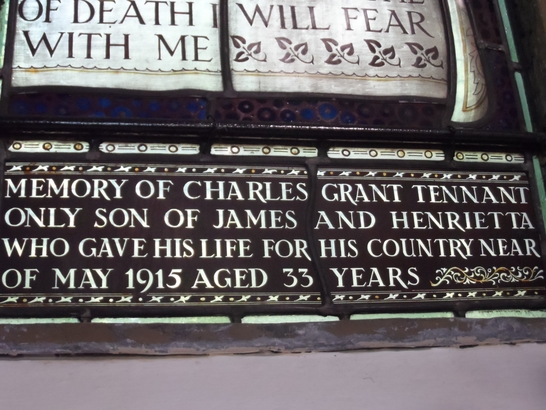 OF DEATH I WILL FEAR
WITH ME
MEMORY OF CHARLES GRANT TENNANT
ONLY SON OF JAMES AND HENRIETTA
WHO GAVE HIS LIFE FOR HIS COUNTRY NEAR
OF MAY 1915 AGED 33 YEARS